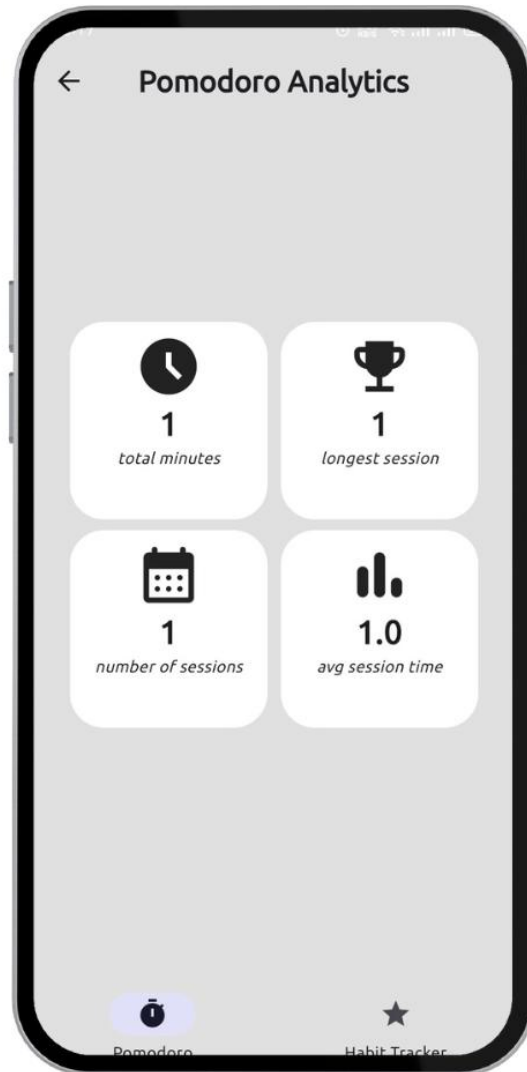 Pomodoro Analytics
1
total minutes
1
longest session
1
number of sessions
1.0
avg session time
Pomodoro
Habit Tracker